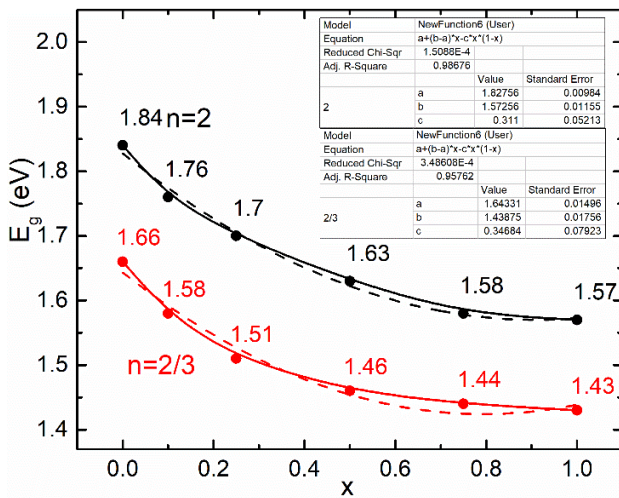 2.0
1.9
1.8
1.7
1.6
1.5
1.4
E_g (eV)
0.0 0.2 0.4 0.6 0.8 1.0
x
1.84 n=2
1.76
1.7
1.63
1.58
1.57
1.66
1.58
1.51
1.46
1.44
1.43
n=2/3
Model NewFunction6 (User)
Equation a+(b-a)*x-c*x*(1-x)
Reduced Chi-Sqr 1.5088E-4
Adj. R-Square 0.98676
Value Standard Error
2 a 1.82756 0.00984
b 1.57256 0.01155
c 0.311 0.05213
Model NewFunction6 (User)
Equation a+(b-a)*x-c*x*(1-x)
Reduced Chi-Sqr 3.48608E-4
Adj. R-Square 0.95762
Value Standard Error
2/3 a 1.64331 0.01496
b 1.43875 0.01756
c 0.34684 0.07923